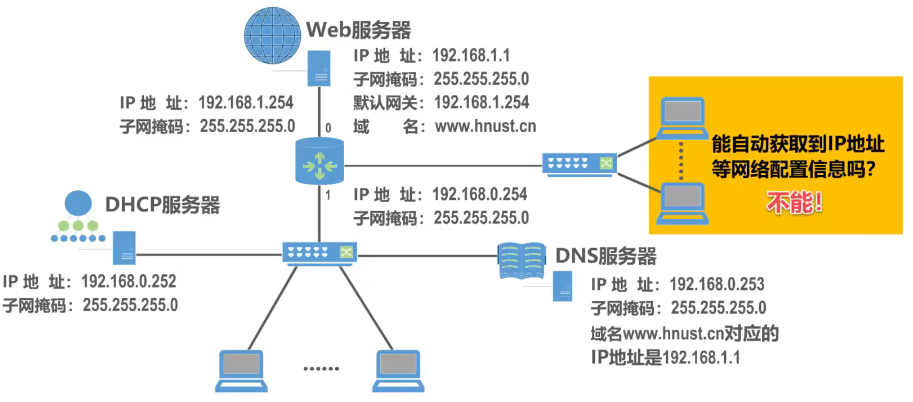 Web服务器
IP 地 址：192.168.1.1
子网掩码：255.255.255.0
默认网关：192.168.1.254
域 名：www.hnust.cn
IP 地 址：192.168.1.254
子网掩码：255.255.255.0
0
1
IP 地 址：192.168.0.254
子网掩码：255.255.255.0
能自动获取到IP地址
等网络配置信息吗？
不能！
DHCP服务器
IP 地 址：192.168.0.252
子网掩码：255.255.255.0
DNS服务器
IP 地 址：192.168.0.253
子网掩码：255.255.255.0
域名www.hnust.cn对应的
IP地址是192.168.1.1